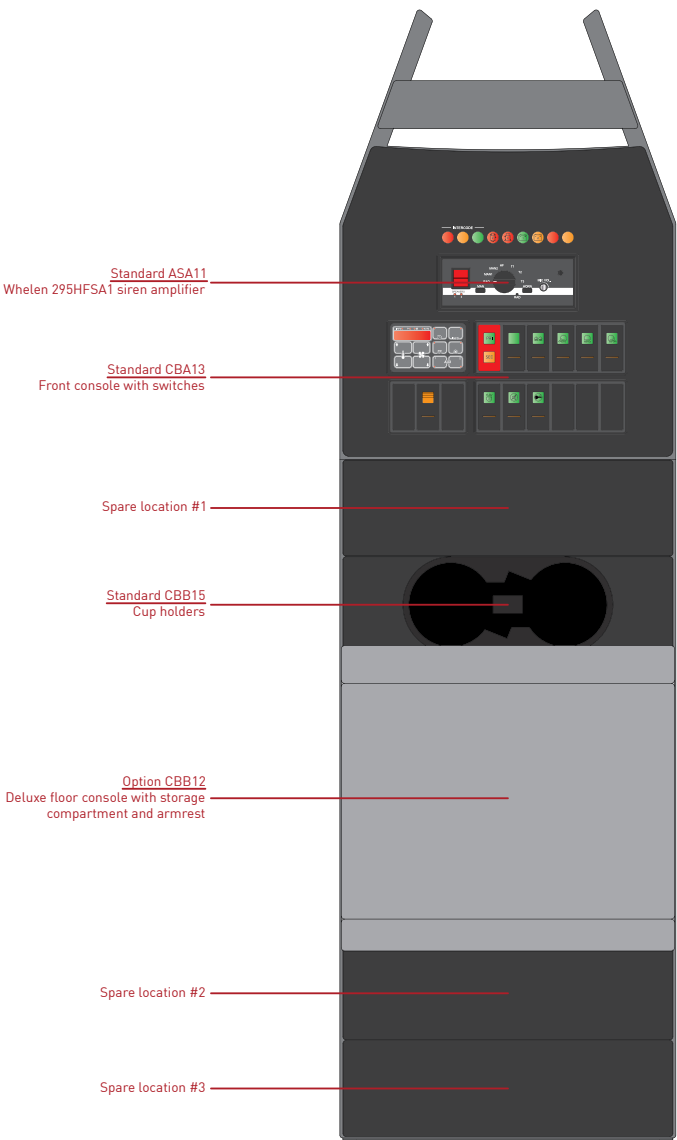 INTERCODE
Standard ASA11
Whelen 295HFSA1 siren amplifier
Standard CBA13
Front console with switches
Spare location #1
Standard CBB15
Cup holders
Option CBB12
Deluxe floor console with storage
compartment and armrest
Spare location #2
Spare location #3